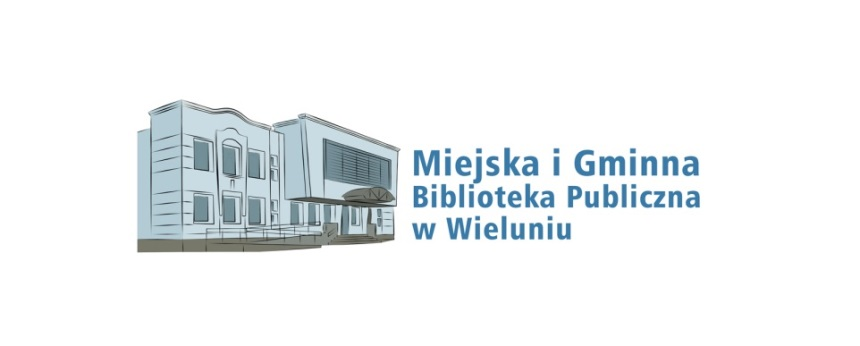 Miejska i Gminna
Biblioteka Publiczna
w Wieluniu